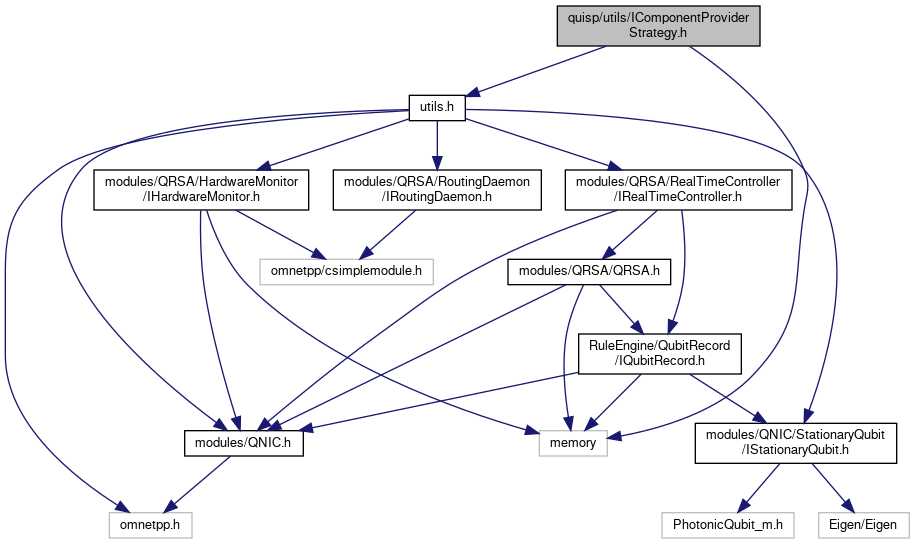 quisp/utils/IComponentProvider
Strategy.h
utils.h
modules/QRSA/HardwareMonitor
/IHardwareMonitor.h
modules/QRSA/RoutingDaemon
/IRoutingDaemon.h
modules/QRSA/RealTimeController
/IRealTimeController.h
omnetpp/csimplemodule.h
modules/QRSA/QRSA.h
RuleEngine/QubitRecord
/IQubitRecord.h
modules/QNIC.h
memory
modules/QNIC/StationaryQubit
/IStationaryQubit.h
omnetpp.h
PhotonicQubit_m.h
Eigen/Eigen